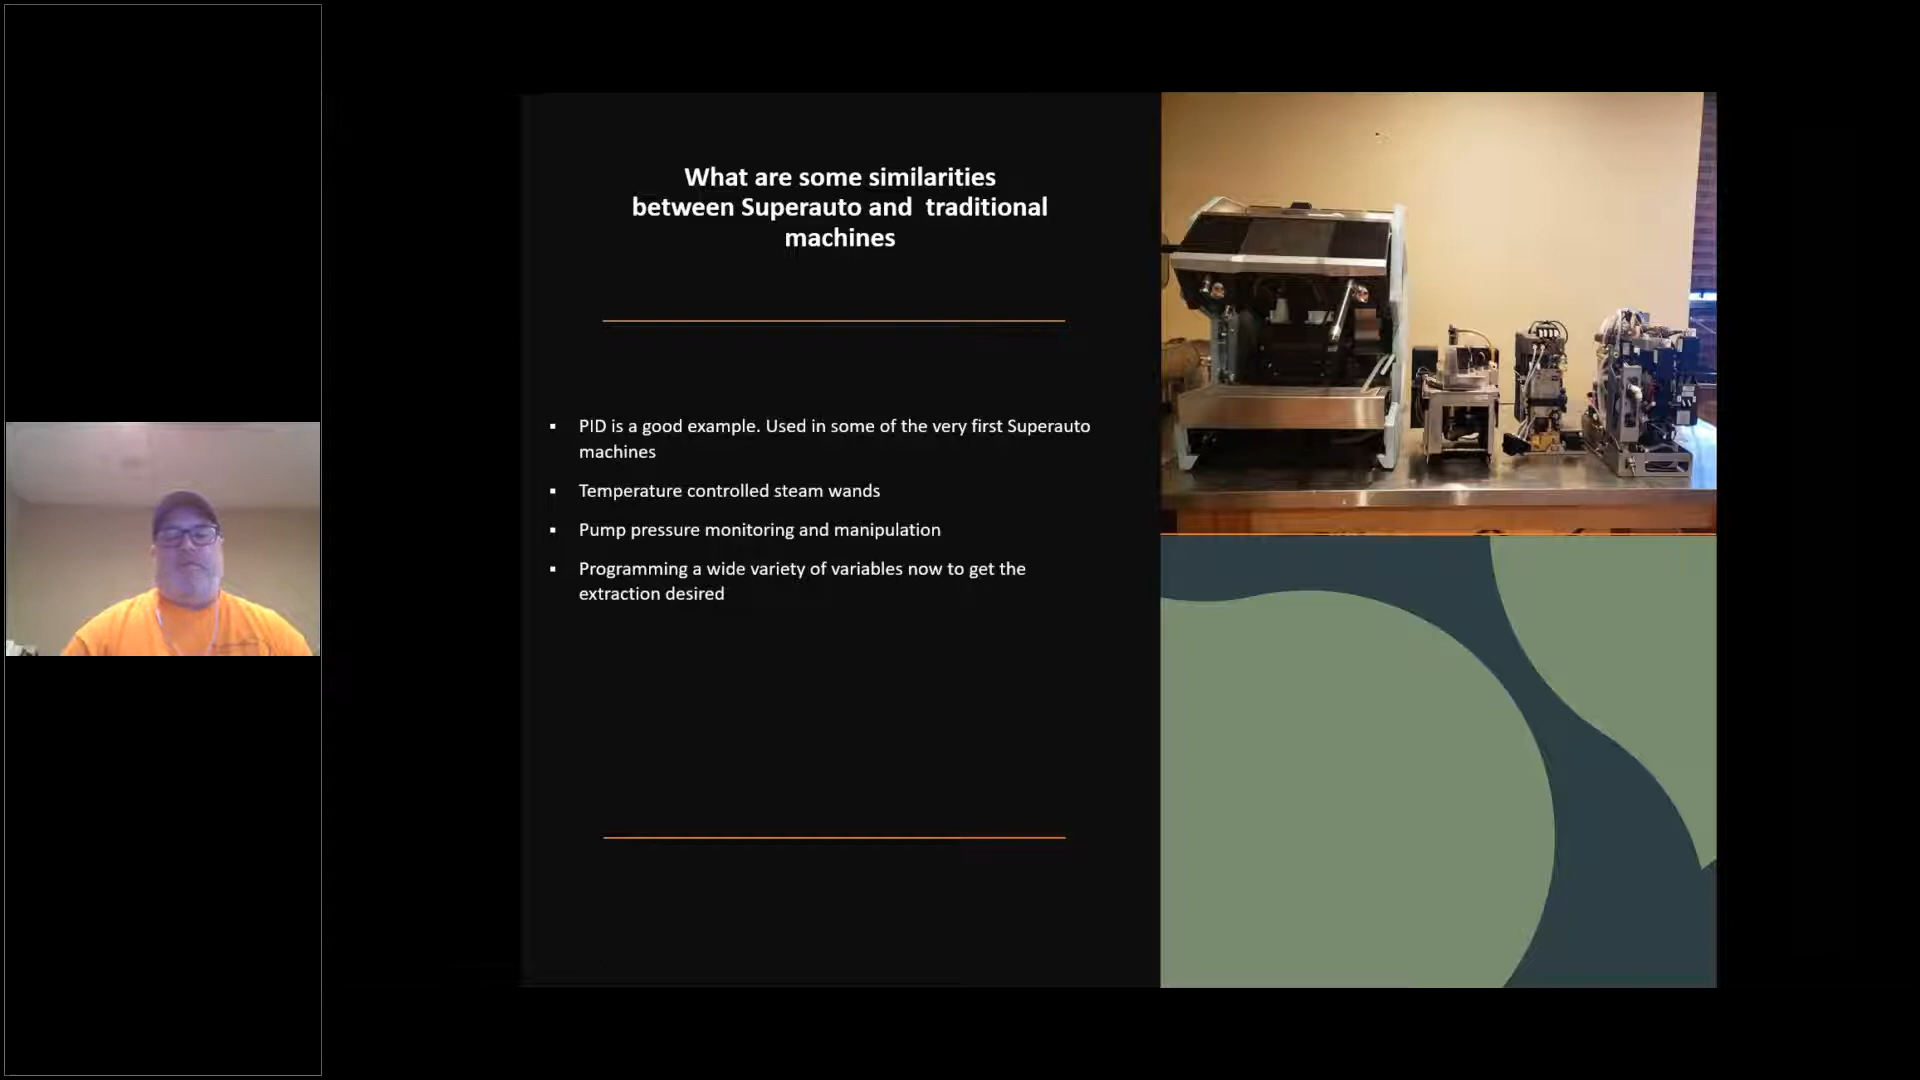 What are some similarities
between Superauto and  traditional
machines
▪ PID is a good example. Used in some of the very first Superauto
machines
▪ Temperature controlled steam wands
▪ Pump pressure monitoring and manipulation
▪ Programming a wide variety of variables now to get the
extraction desired